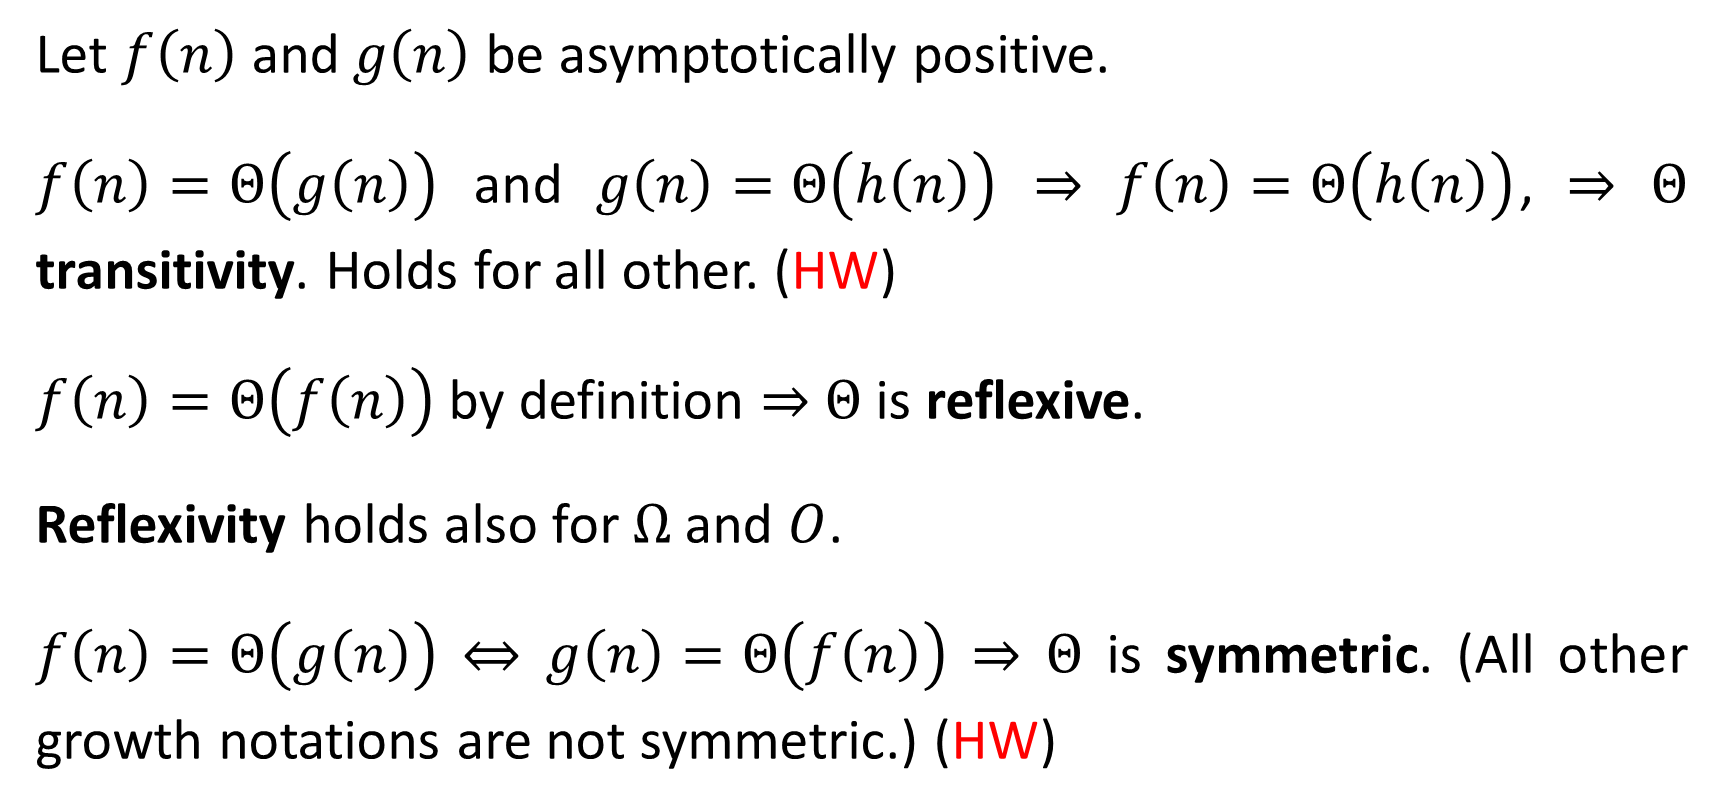 Let f(n) and g(n) be asymptotically positive.
f(n) = Θ(g(n)) and g(n) = Θ(h(n)) ⇒ f(n) = Θ(h(n)), ⇒ Θ
transitivity. Holds for all other. (HW)
f(n) = Θ(f(n)) by definition ⇒ Θ is reflexive.
Reflexivity holds also for Ω and O.
f(n) = Θ(g(n)) ⇔ g(n) = Θ(f(n)) ⇒ Θ is symmetric. (All other
growth notations are not symmetric.) (HW)